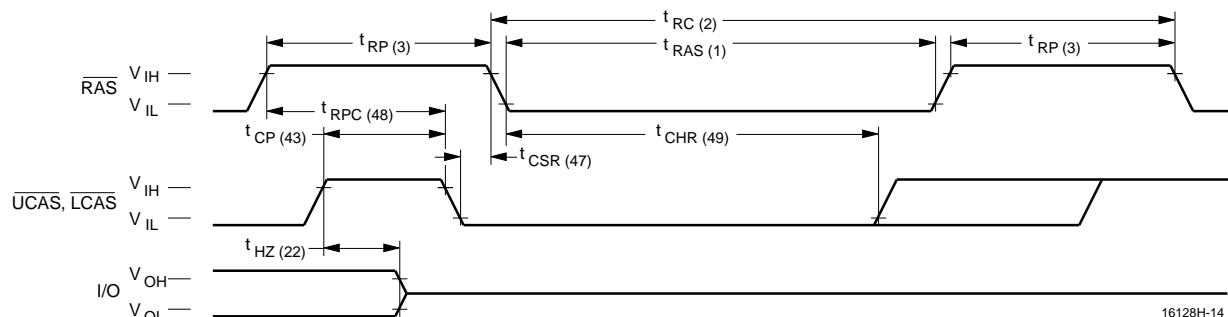 t RC (2)
t RP (3)
t RAS (1)
t RP (3)
RAS
V IH
V IL
t RPC (48)
t CP (43)
t CHR (49)
t CSR (47)
UCAS, LCAS
V IH
V IL
t HZ (22)
I/O
V OH
V OL
16128H-14